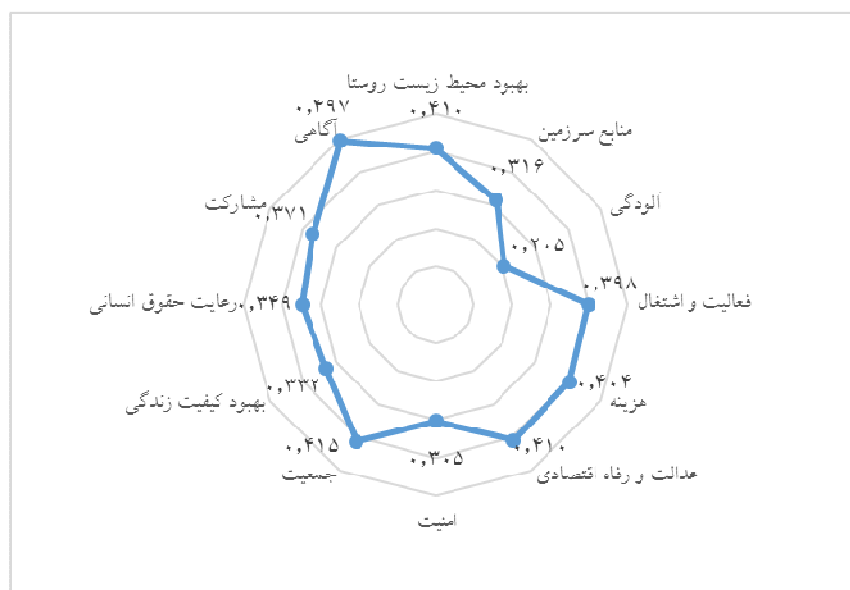 بهبود محیط زیست روستا
۰,۴۱۰
منابع سرزمین
۰,۳۱۶
آلودگی
۰,۲۰۵
فعالیت و اشتغال
۰,۳۹۸
هزینه
۰,۴۰۴
عدالت و رفاه اقتصادی
۰,۴۱۰
امنیت
۰,۳۰۵
جمعیت
۰,۴۱۵
بهبود کیفیت زندگی
۰,۳۳۲
رعایت حقوق انسانی
۰,۳۴۹
مشارکت
۰,۳۷۱
آگاهی
۰,۴۹۷